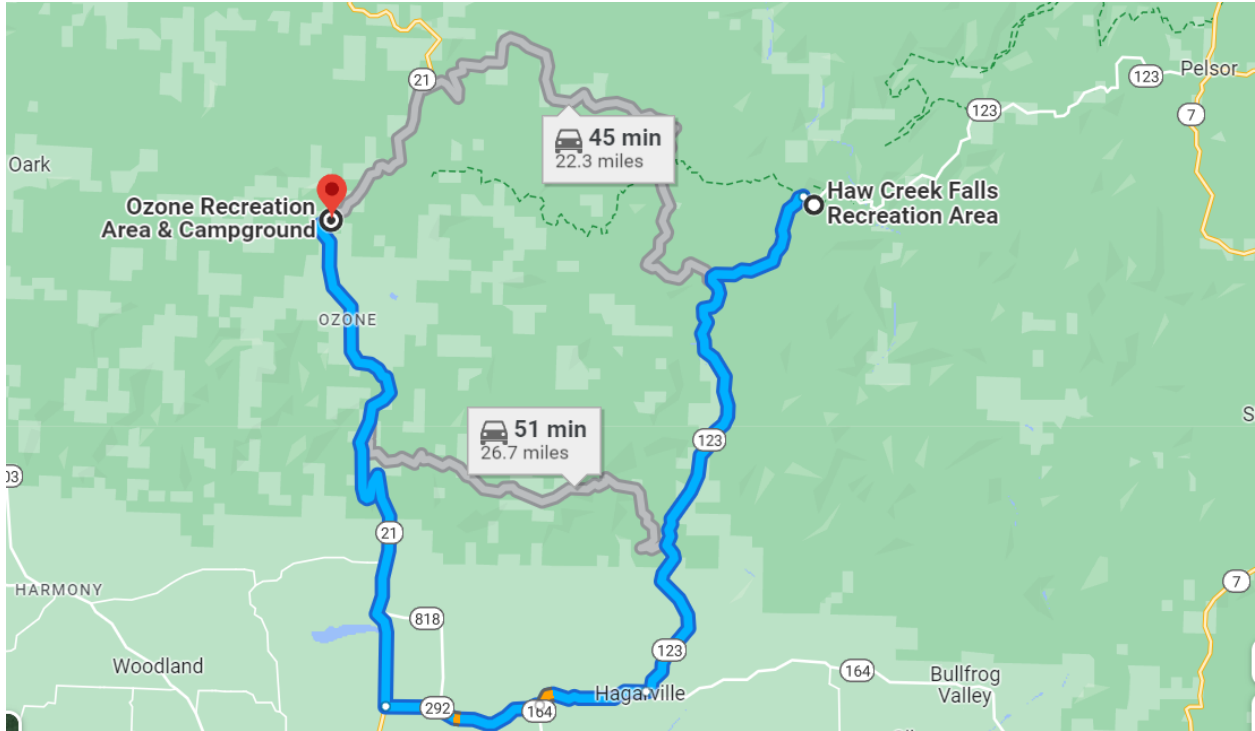 Pelsor
123
21
123
7
45 min
22.3 miles
Oark
Haw Creek Falls
Recreation Area
Ozone Recreation
Area & Campground
OZONE
51 min
26.7 miles
123
03
S
21
HARMONY
7
818
123
Woodland
164
Bullfrog
Valley
Hagarville
292
164